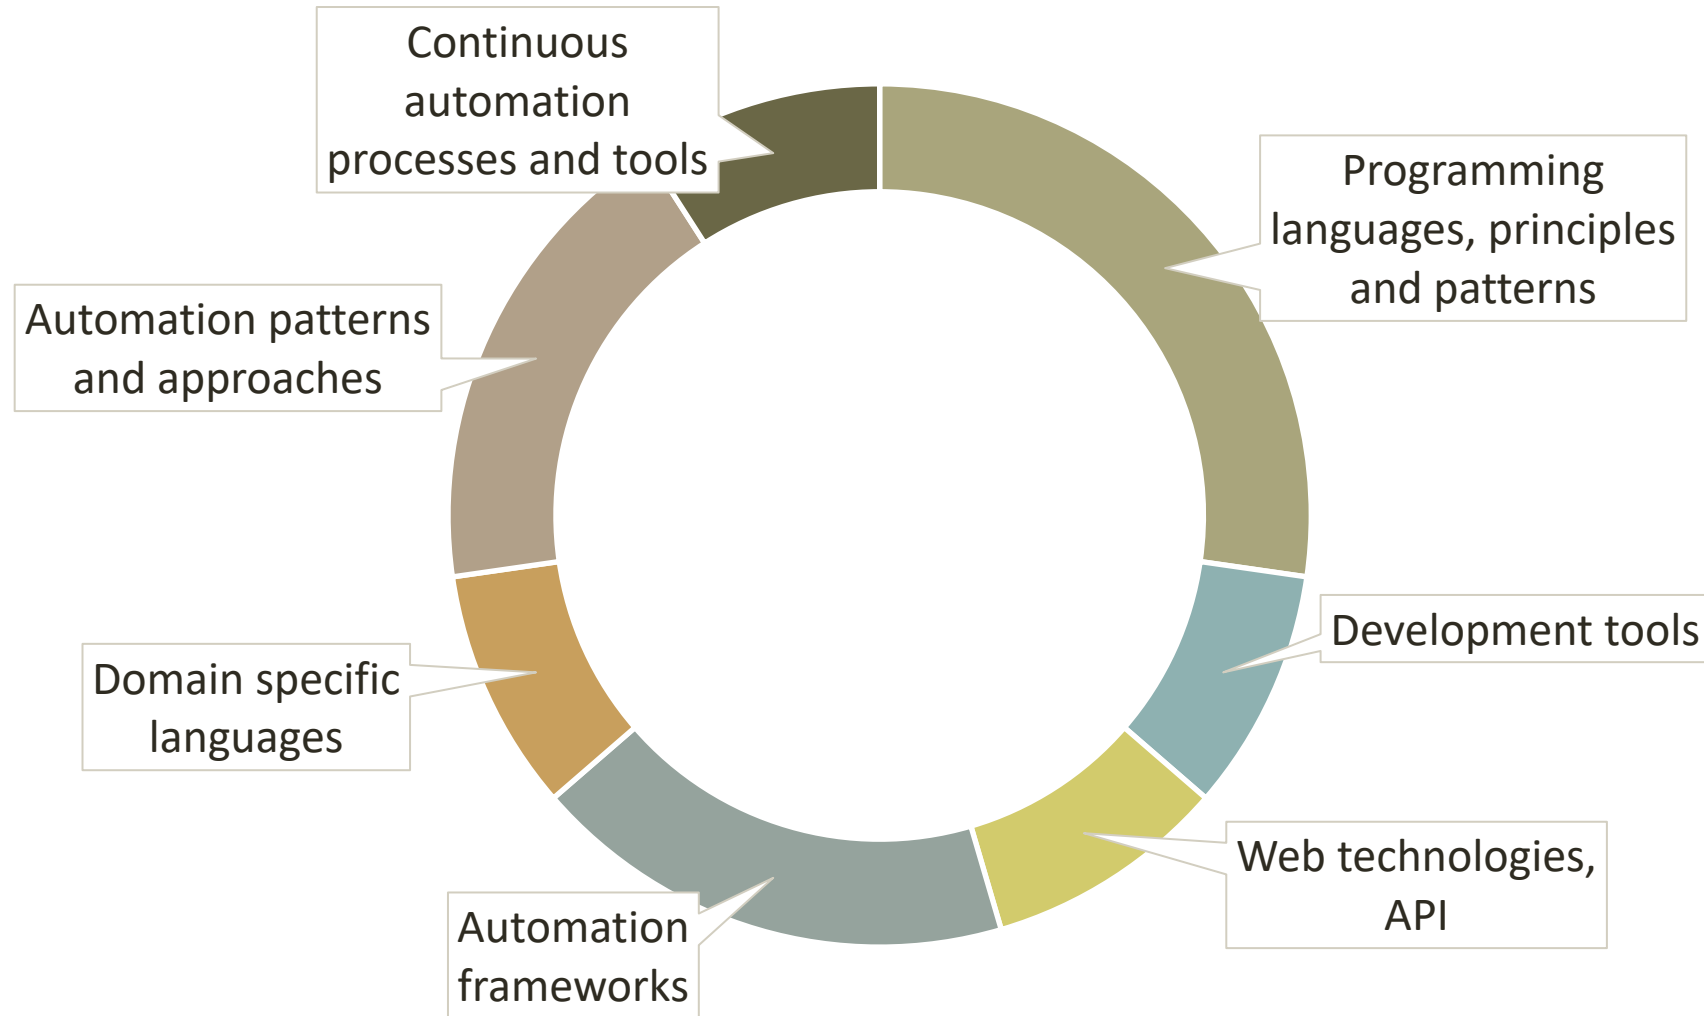 Continuous
automation
processes and tools
Programming
languages, principles
and patterns
Automation patterns
and approaches
Development tools
Domain specific
languages
Web technologies,
API
Automation
frameworks